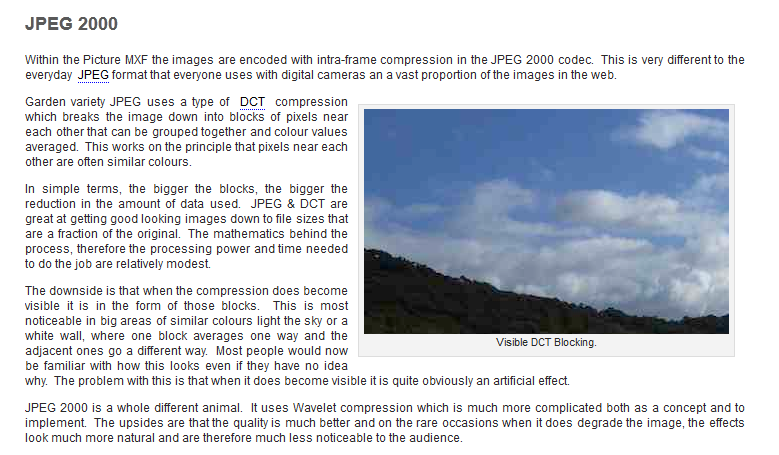 JPEG 2000
Within the Picture MXF the images are encoded with intra-frame compression in the JPEG 2000 codec. This is very different to the
everyday JPEG format that everyone uses with digital cameras an a vast proportion of the images in the web.
Garden variety JPEG uses a type of DCT compression
which breaks the image down into blocks of pixels near
each other that can be grouped together and colour values
averaged. This works on the principle that pixels near each
other are often similar colours.
In simple terms, the bigger the blocks, the bigger the
reduction in the amount of data used. JPEG & DCT are
great at getting good looking images down to file sizes that
are a fraction of the original. The mathematics behind the
process, therefore the processing power and time needed
to do the job are relatively modest.
The downside is that when the compression does become
visible it is in the form of those blocks. This is most
noticeable in big areas of similar colours light the sky or a
white wall, where one block averages one way and the
adjacent ones go a different way. Most people would now
be familiar with how this looks even if they have no idea
why. The problem with this is that when it does become visible it is quite obviously an artificial effect.
Visible DCT Blocking.
JPEG 2000 is a whole different animal. It uses Wavelet compression which is much more complicated both as a concept and to
implement. The upsides are that the quality is much better and on the rare occasions when it does degrade the image, the effects
look much more natural and are therefore much less noticeable to the audience.